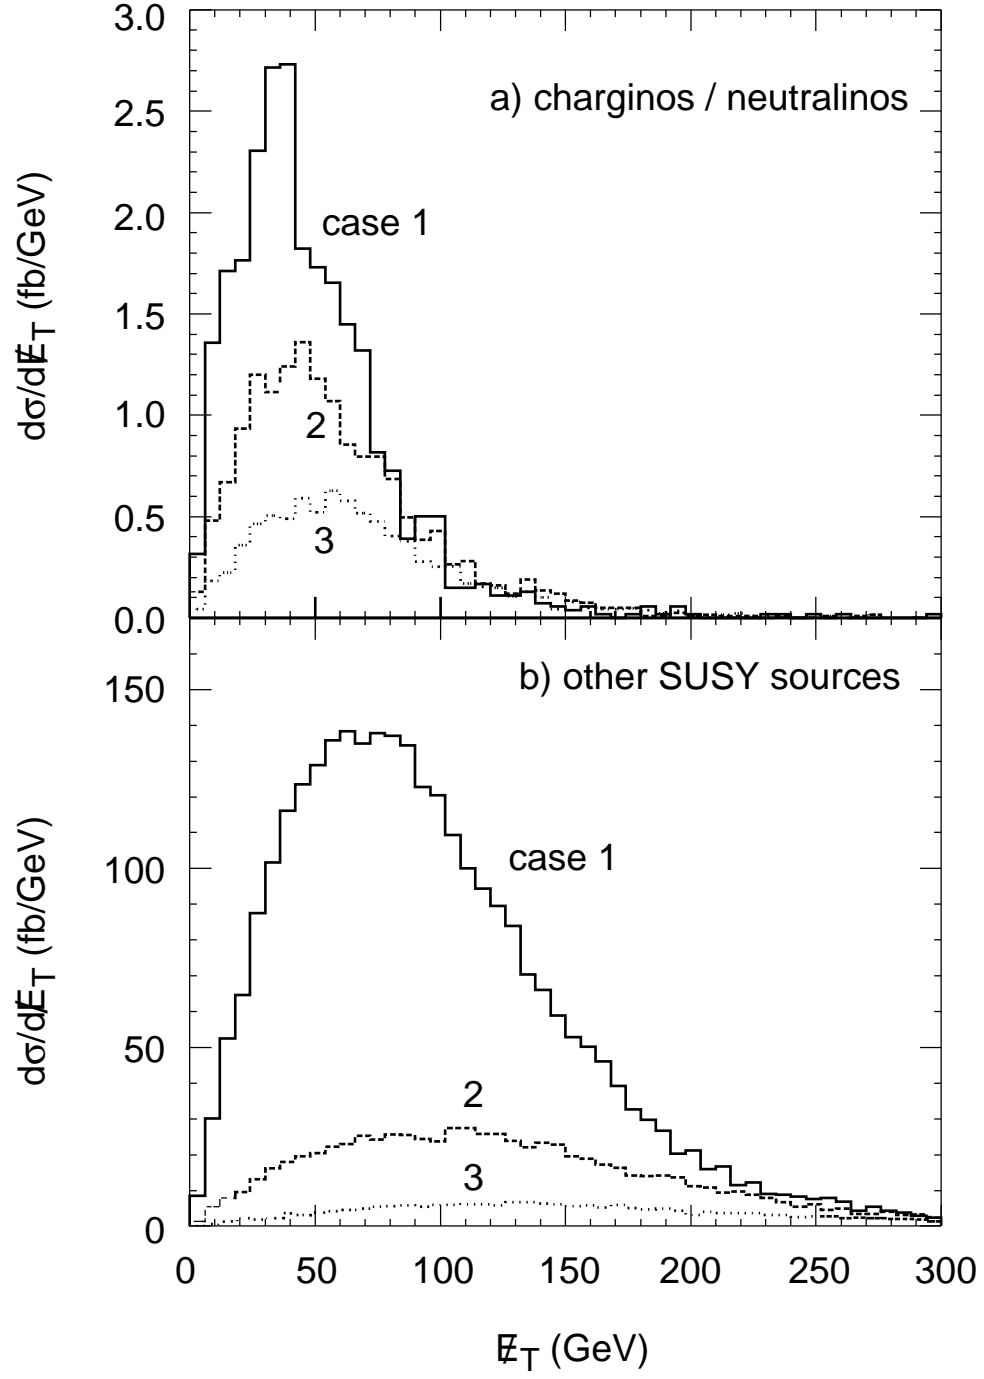 3.0
a) charginos / neutralinos
2.5
case 1
2.0
1.5
1.0
2
0.5
3
0.0
dσ/dE̸T (fb/GeV)
b) other SUSY sources
150
case 1
100
50
2
3
0
dσ/dE̸T (fb/GeV)
0 50 100 150 200 250 300
E̸T (GeV)